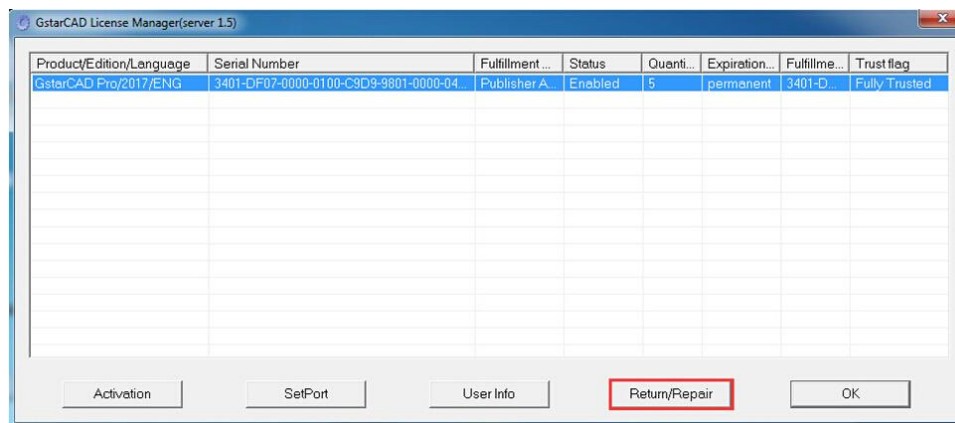 GstarCAD License Manager(server 1.5)
Product/Edition/Language Serial Number Fulfillment ... Status Quanti... Expiration... Fulfillme... Trust flag
GstarCAD Pro/2017/ENG 3401-DF07-0000-0100-C9D9-9801-0000-04... Publisher A... Enabled 5 permanent 3401-D... Fully Trusted
Activation SetPort User Info Return/Repair OK